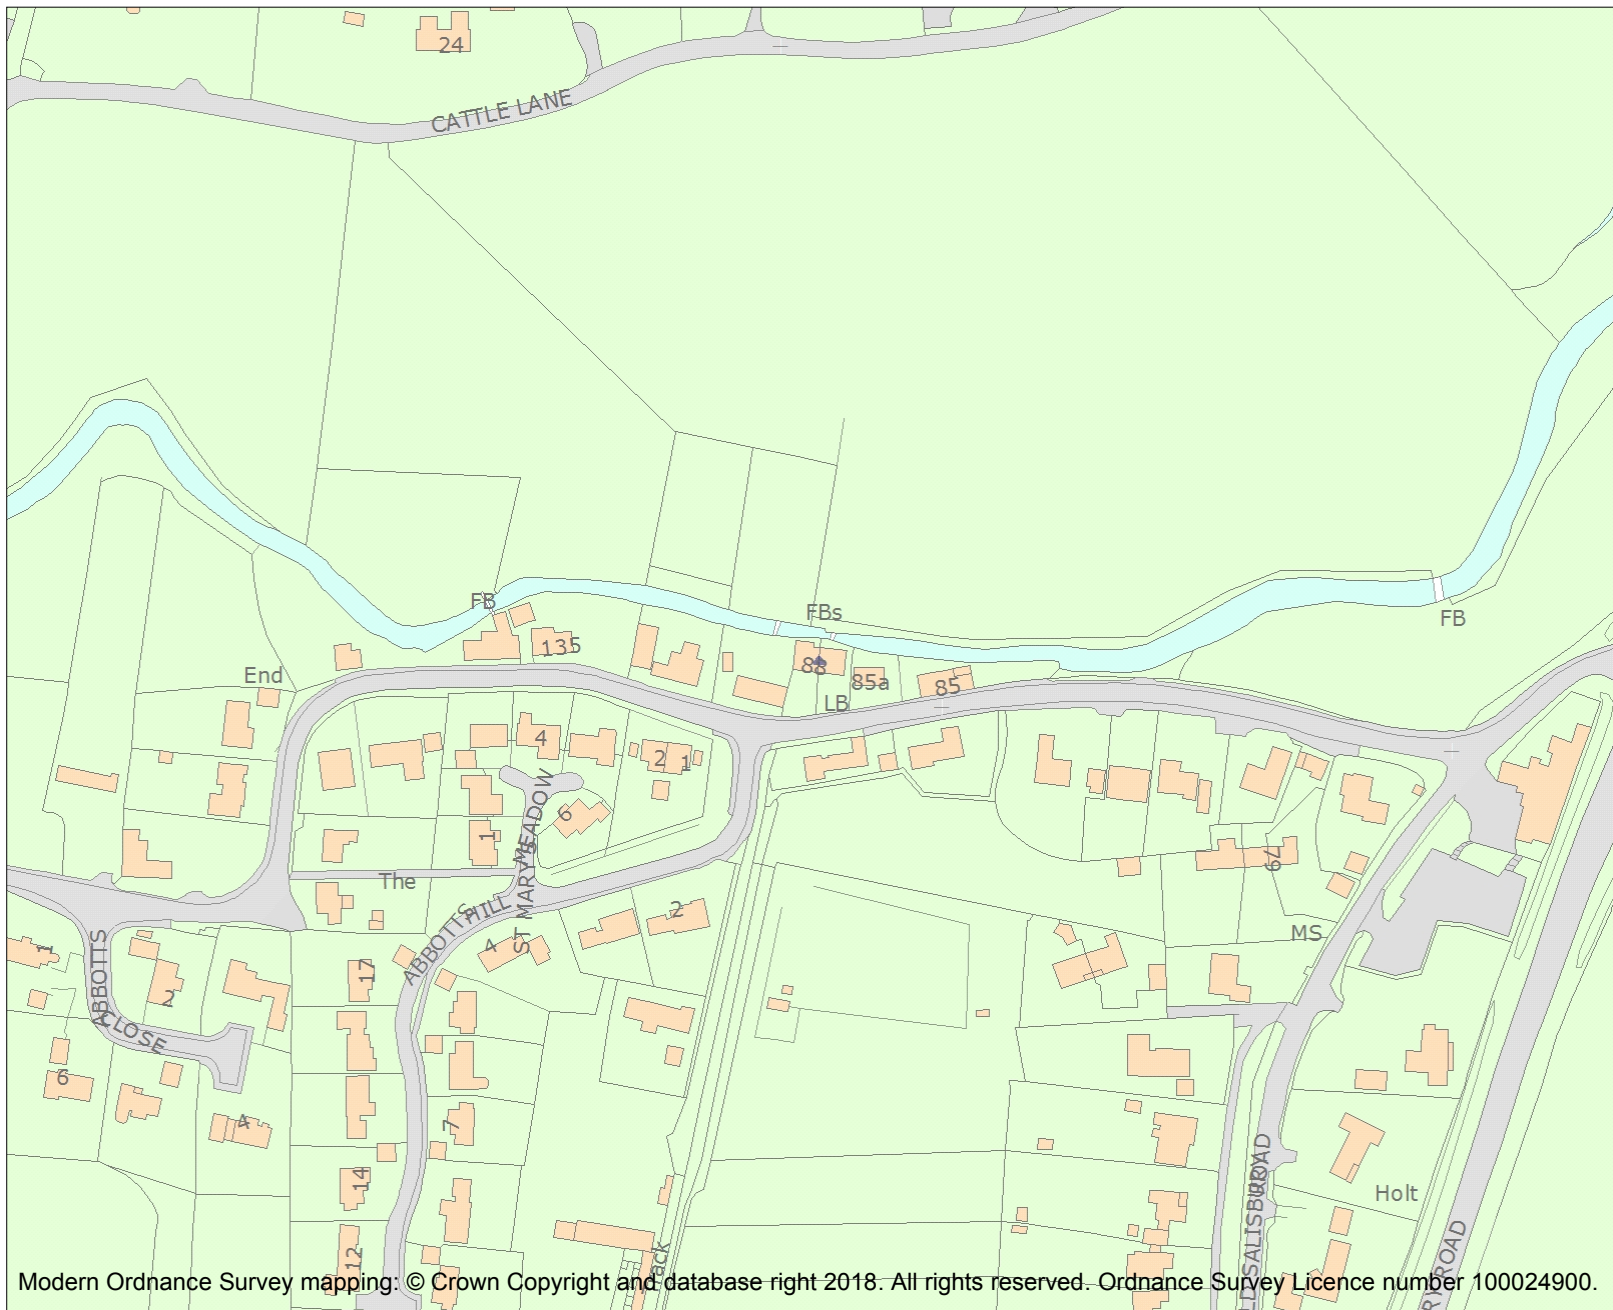 24
CATTLE LANE
FB
FBs
FB
135
End
88
85a
85
LB
4
2
1
6
1
79
ST MARYS MEADOW
The
ABBOTTS HILL
2
4
MS
1
ABBOTTS CLOSE
2
17
6
4
7
14
12
OLD SALISBURY ROAD
Holt
RY ROAD
Modern Ordnance Survey mapping: © Crown Copyright and database right 2018. All rights reserved. Ordnance Survey Licence number 100024900.